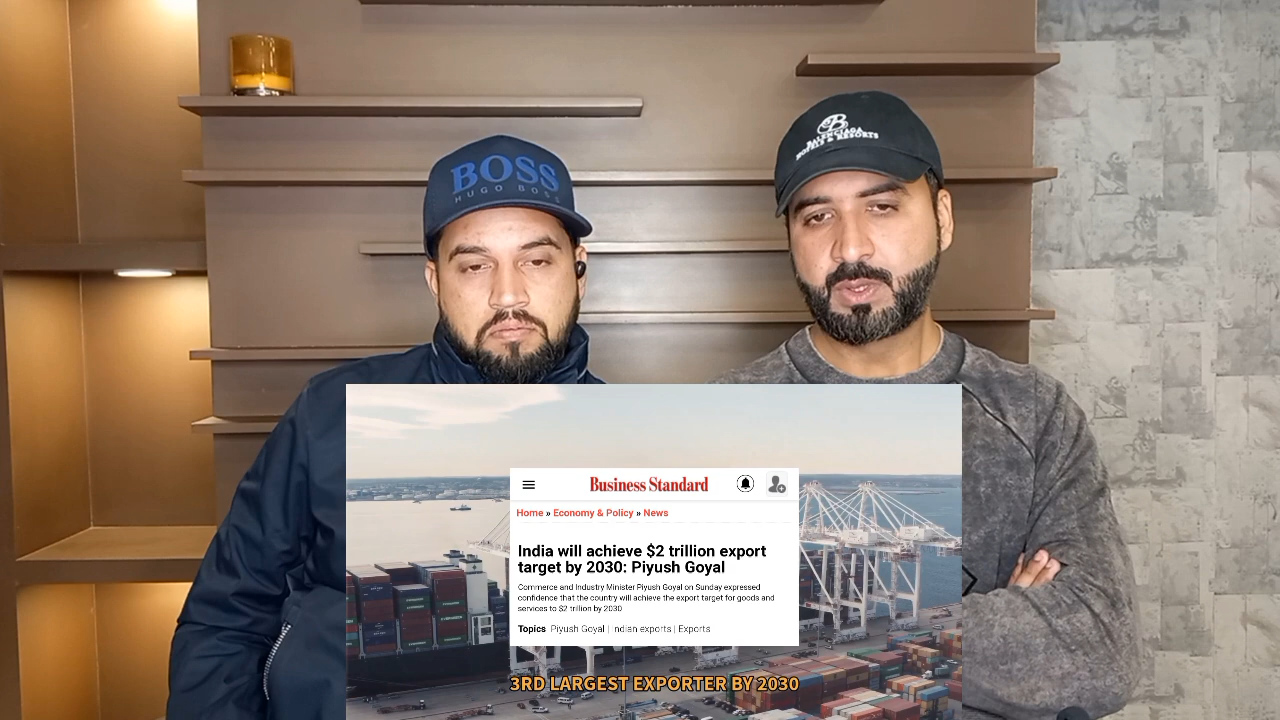 BOSS
HUGO BOSS
B
BALENCIAGA
HOTELS & RESORTS
Business Standard
Home » Economy & Policy » News
India will achieve $2 trillion export
target by 2030: Piyush Goyal
Commerce and Industry Minister Piyush Goyal on Sunday expressed
confidence that the country will achieve the export target for goods and
services to $2 trillion by 2030
Topics Piyush Goyal | Indian exports | Exports
3RD LARGEST EXPORTER BY 2030